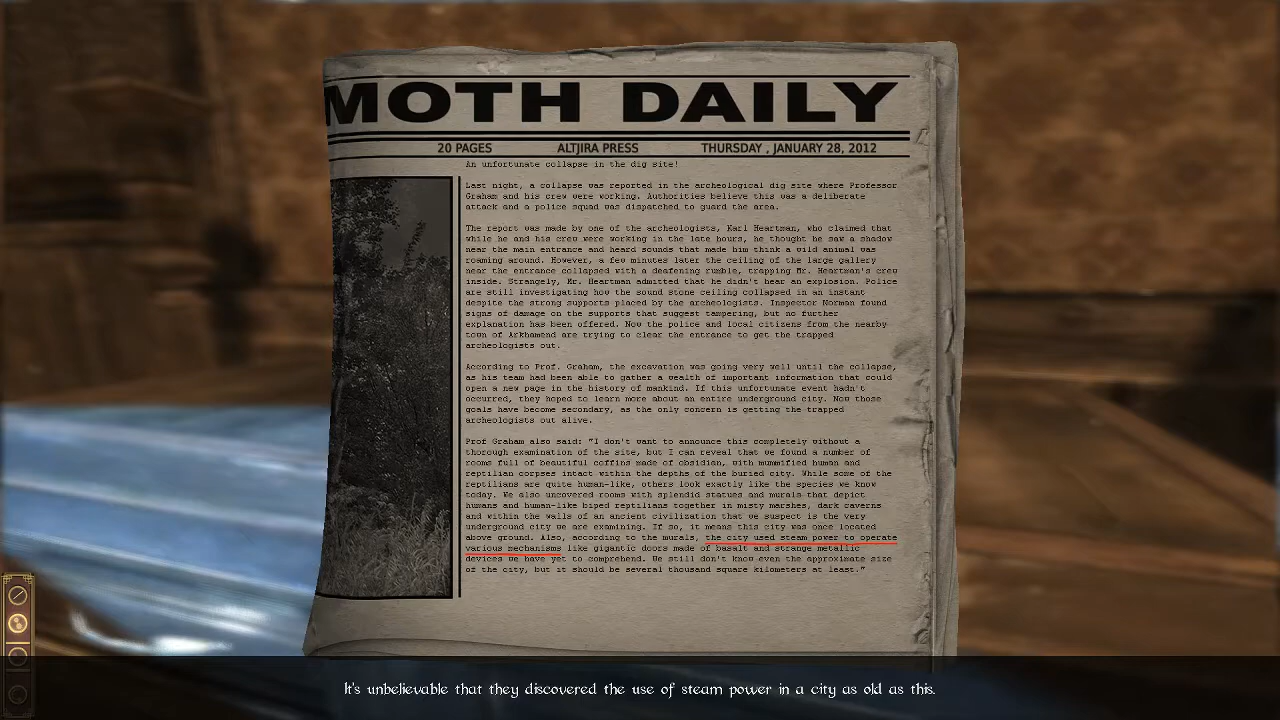 MOTH DAILY
20 PAGES ALTJIRA PRESS THURSDAY , JANUARY 28, 2012
An unfortunate collapse in the dig site!
Last night, a collapse was reported in the archeological dig site where Professor
Graham and his crew were working. Authorities believe this was a deliberate
attack and a police squad was dispatched to guard the area.
The report was made by one of the archeologists, Karl Heartman, who claimed that
while he and his crew were working in the late hours, he thought he saw a shadow
near the main entrance and heard sounds that made him think a wild animal was
roaming around. However, a few minutes later the ceiling of the large gallery
near the entrance collapsed with a deafening rumble, trapping Mr. Heartman's crew
inside. Strangely, Mr. Heartman admitted that he didn't hear an explosion. Police
are still investigating how the sound stone ceiling collapsed in an instant
despite the strong supports placed by the archeologists. Inspector Norman found
signs of damage on the supports that suggest tampering, but no further
explanation has been offered. Now the police and local citizens from the nearby
town of Arkhamend are trying to clear the entrance to get the trapped
archeologists out.
According to Prof. Graham, the excavation was going very well until the collapse,
as his team had been able to gather a wealth of important information that could
open a new page in the history of mankind. If this unfortunate event hadn't
occurred, they hoped to learn more about an entire underground city. Now those
goals have become secondary, as the only concern is getting the trapped
archeologists out alive.
Prof Graham also said: "I don't want to announce this completely without a
thorough examination of the site, but I can reveal that we found a number of
rooms full of beautiful coffins made of obsidian, with mummified human and
reptilian corpses intact within the depths of the buried city. While some of the
reptilians are quite human-like, others look exactly like the species we know
today. We also uncovered rooms with splendid statues and murals that depict
humans and human-like biped reptilians together in misty marshes, dark caverns
and within the walls of an ancient civilization that we suspect is the very
underground city we are examining. If so, it means this city was once located
above ground. Also, according to the murals, the city used steam power to operate
various mechanisms like gigantic doors made of basalt and strange metallic
devices we have yet to comprehend. We still don't know even the approximate size
of the city, but it should be several thousand square kilometers at least."
It's unbelievable that they discovered the use of steam power in a city as old as this.